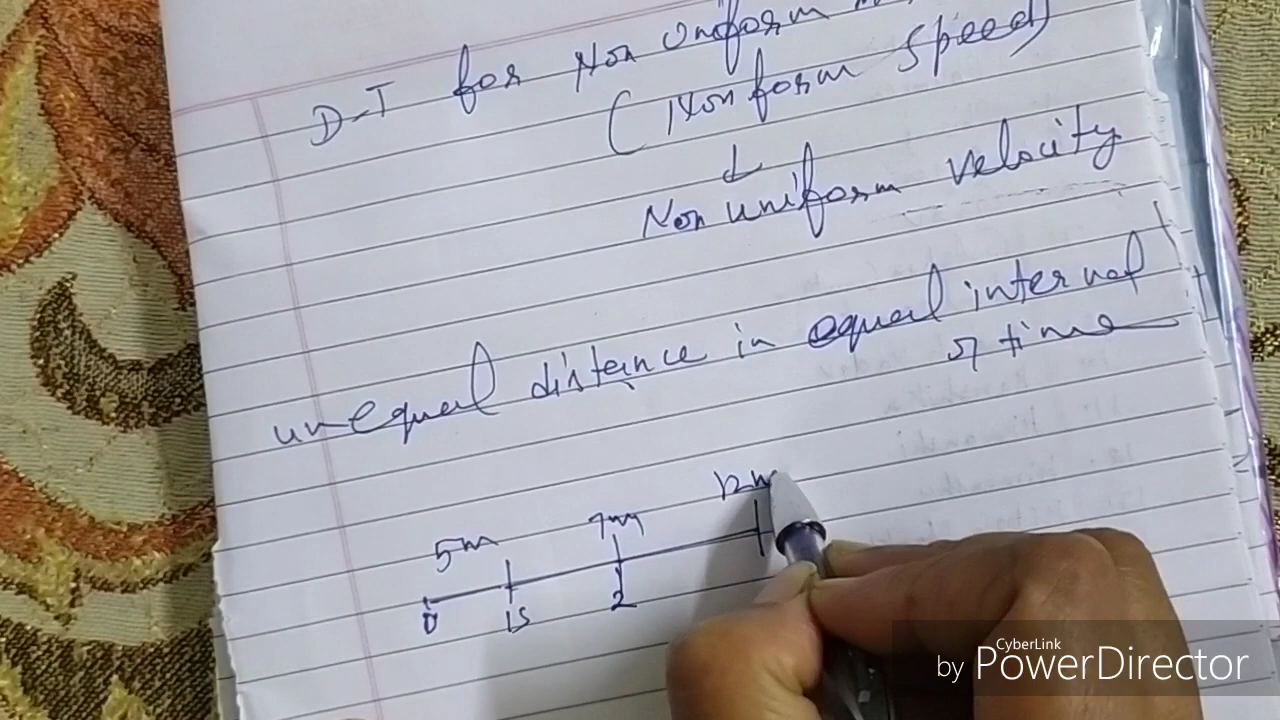 D-T for Non Uniform
( Non form speed)
↓
Non uniform velocity
unequal distance in equal interval
of time
5m 7m 12m
0 1s 2
CyberLink
by PowerDirector